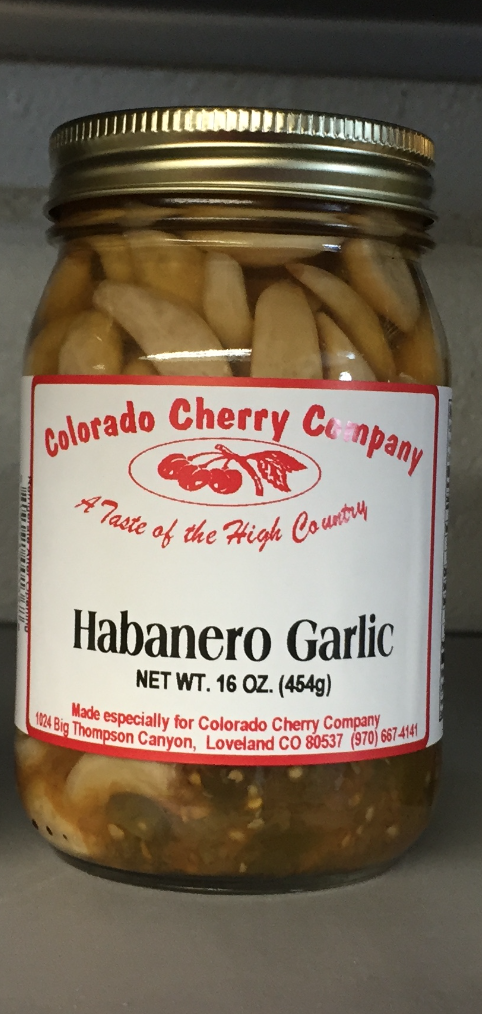 Colorado Cherry Company
A Taste of the High Country
Habanero Garlic
NET WT. 16 OZ. (454g)
Made especially for Colorado Cherry Company
1024 Big Thompson Canyon, Loveland CO 80537 (970) 667-4141